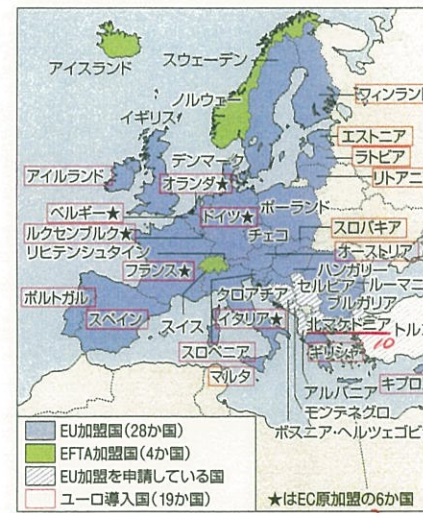 アイスランド
スウェーデン
ノルウェー
フィンラン
イギリス
エストニア
デンマーク
ラトビア
アイルランド
オランダ★
リトアニ
ベルギー★
ドイツ★
ポーランド
ルクセンブルク★
チェコ
スロバキア
リヒテンシュタイン
オーストリア
フランス★
ハンガリー
セルビア
ルーマニ
クロアチア
ブルガリア
ポルトガル
スペイン
スイス
イタリア★
北マケドニア
トル
10
スロベニア
ギリシャ
マルタ
アルバニア
キプロ
モンテネグロ
ボスニア・ヘルツェゴビ
EU加盟国(28か国)
EFTA加盟国(4か国)
EU加盟を申請している国
ユーロ導入国(19か国)
★はEC原加盟の6か国